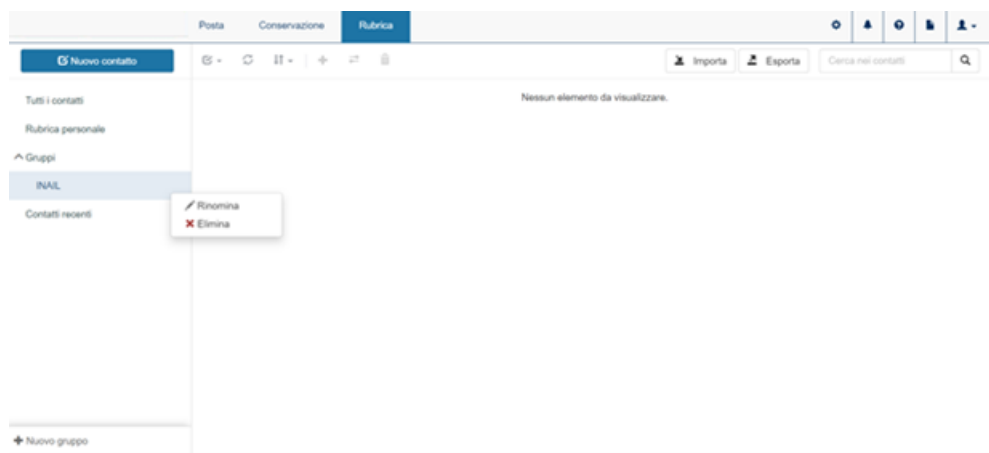 Posta Conservazione Rubrica
Nuovo contatto
Importa Esporta Cerca nei contatti
Tutti i contatti
Nessun elemento da visualizzare.
Rubrica personale
Gruppi
INAIL
Rinomina
Contatti recenti
Elimina
Nuovo gruppo